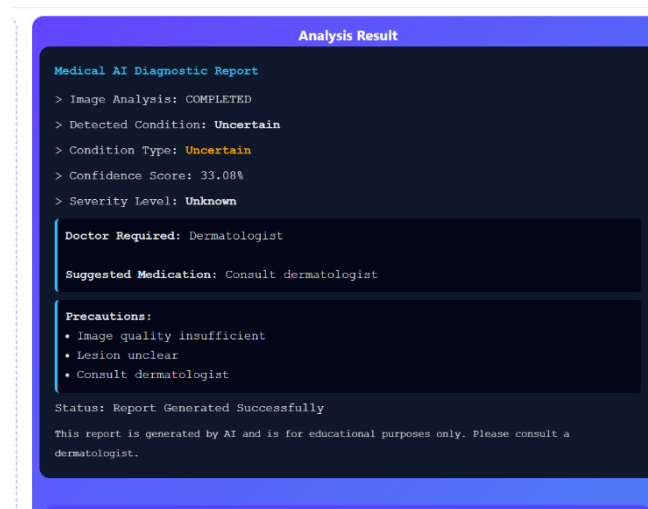 Analysis Result
Medical AI Diagnostic Report
> Image Analysis: COMPLETED
> Detected Condition: Uncertain
> Condition Type: Uncertain
> Confidence Score: 33.08%
> Severity Level: Unknown
Doctor Required: Dermatologist
Suggested Medication: Consult dermatologist
Precautions:
• Image quality insufficient
• Lesion unclear
• Consult dermatologist
Status: Report Generated Successfully
This report is generated by AI and is for educational purposes only. Please consult a
dermatologist.